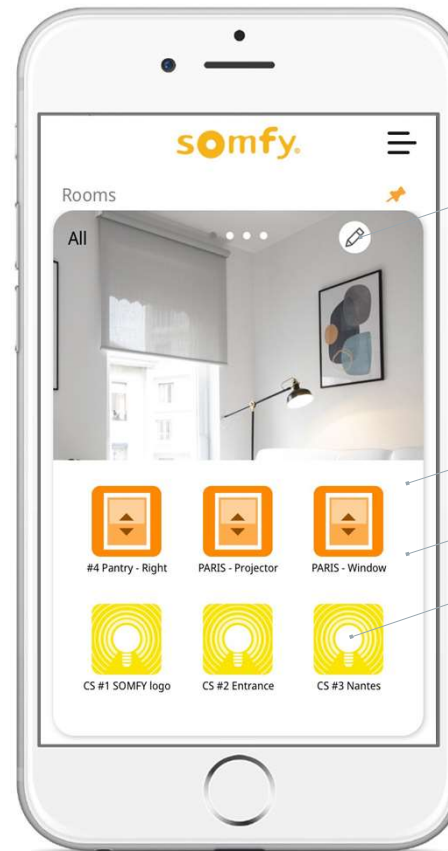 somfy.
Rooms
All
#4 Pantry - Right
PARIS - Projector
PARIS - Window
CS #1 SOMFY logo
CS #2 Entrance
CS #3 Nantes